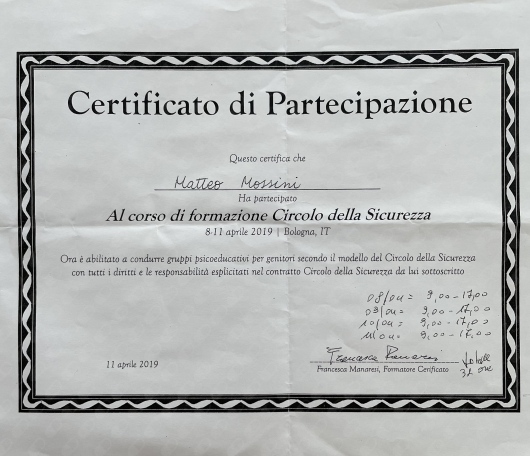 Certificato di Partecipazione
Questo certifica che
Matteo Mossini
Ha partecipato
Al corso di formazione Circolo della Sicurezza
8-11 aprile 2019 | Bologna, IT
Ora è abilitato a condurre gruppi psicoeducativi per genitori secondo il modello del Circolo della Sicurezza
con tutti i diritti e le responsabilità esplicitati nel contratto Circolo della Sicurezza da lui sottoscritto
08/04= 9,00-17,00
09/04= 9,00-17,00
10/04= 9,00-17,00
11/04= 9,00-17,00
11 aprile 2019
Francesca Manaresi, Formatore Certificato
ore